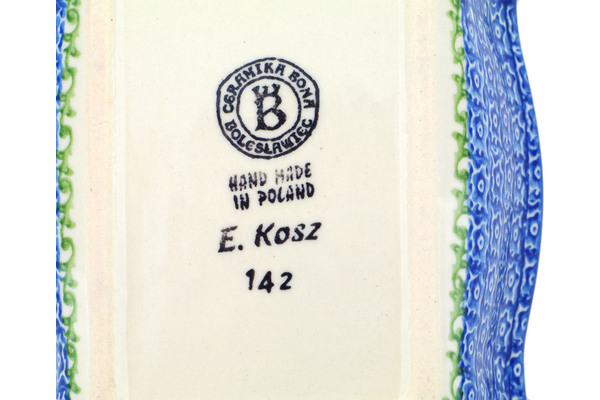 CERAMIKA BONA
BOLESŁAWIEC
B
HAND MADE
IN POLAND
E. KOSZ
142